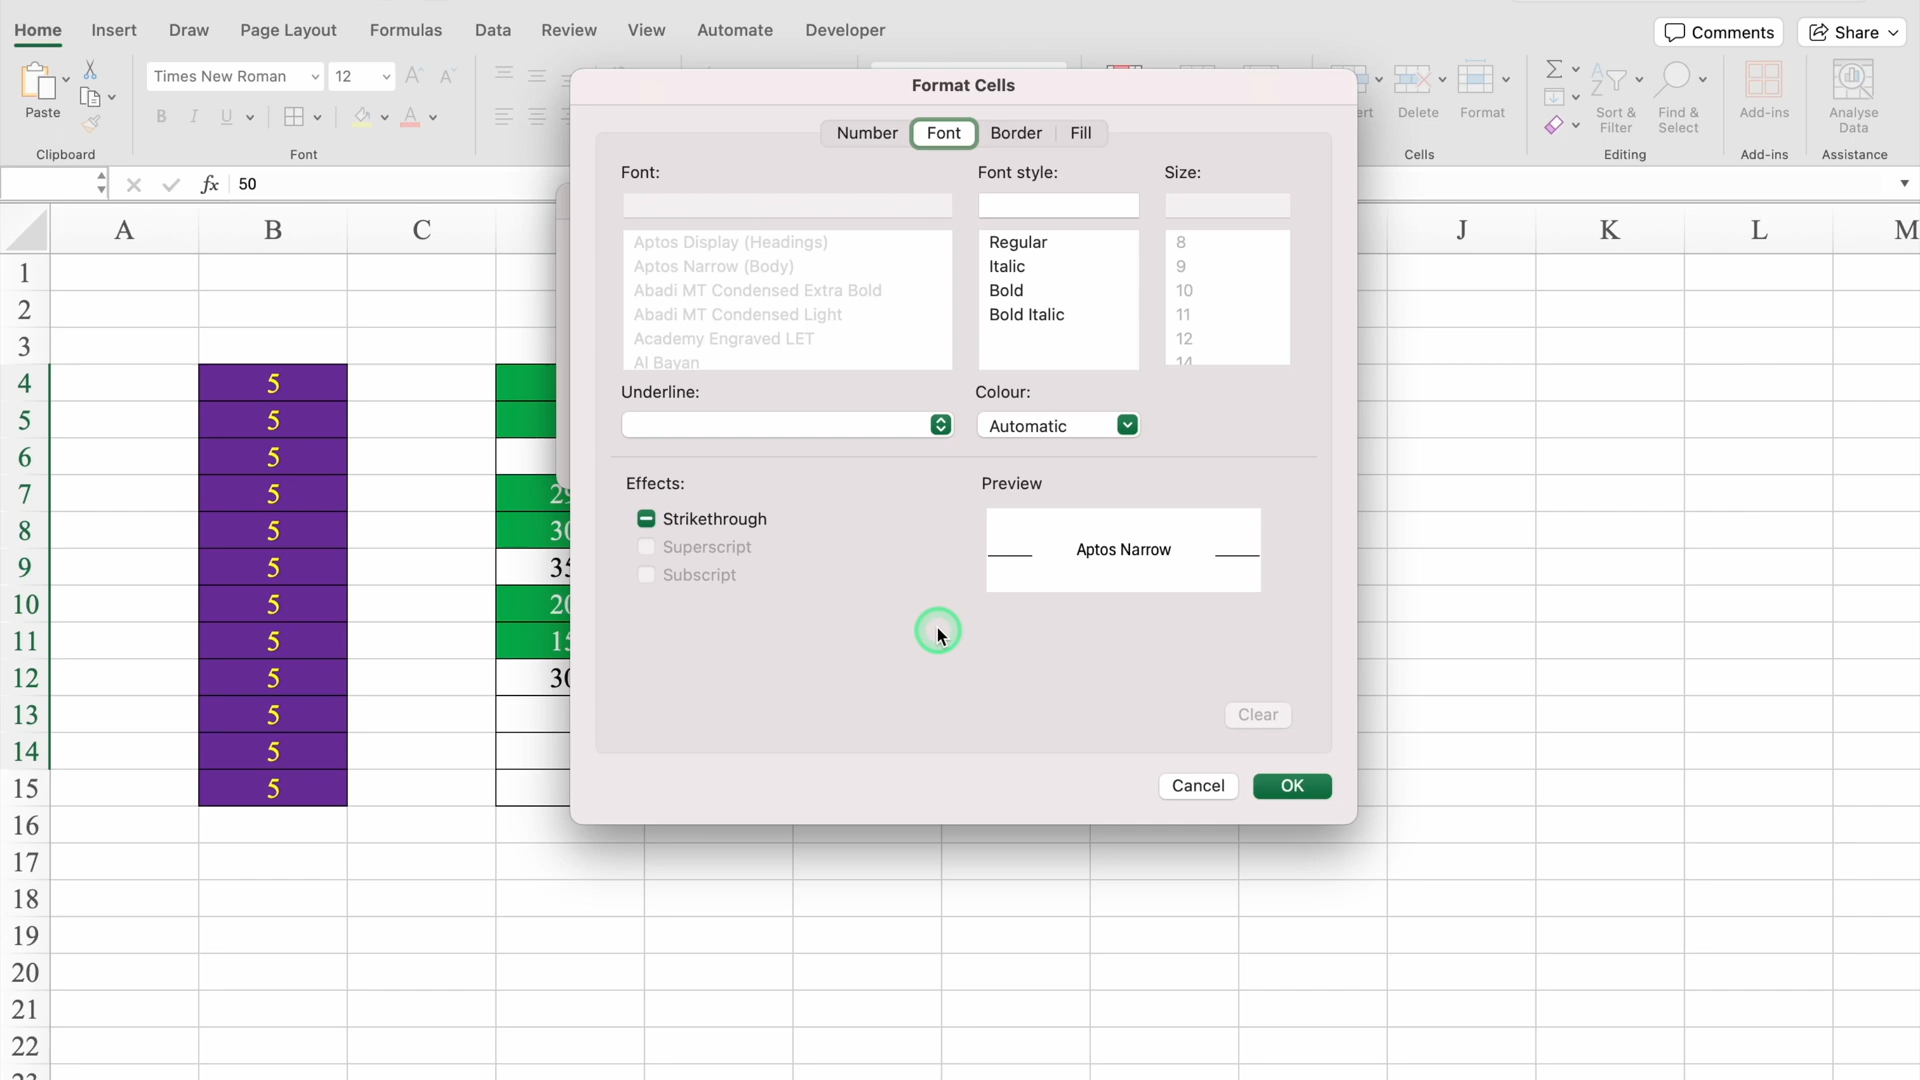 Home Insert Draw Page Layout Formulas Data Review View Automate Developer Comments Share
Times New Roman 12
Paste B I U Delete Format Sort & Filter Find & Select Add-ins Analyse Data
Clipboard Font Cells Editing Add-ins Assistance
fx 50
A B C J K L M
Format Cells
Number Font Border Fill
Font: Font style: Size:
Aptos Display (Headings) Regular 8
Aptos Narrow (Body) Italic 9
Abadi MT Condensed Extra Bold Bold 10
Abadi MT Condensed Light Bold Italic 11
Academy Engraved LET 12
Al Bayan 14
Underline: Colour:
Automatic
Effects: Preview
Strikethrough
Superscript Aptos Narrow
Subscript
Clear
Cancel OK
1
2
3
4 5
5 5
6 5
7 5
8 5 30
9 5 35
10 5 20
11 5 15
12 5 30
13 5
14 5
15 5
16
17
18
19
20
21
22
23